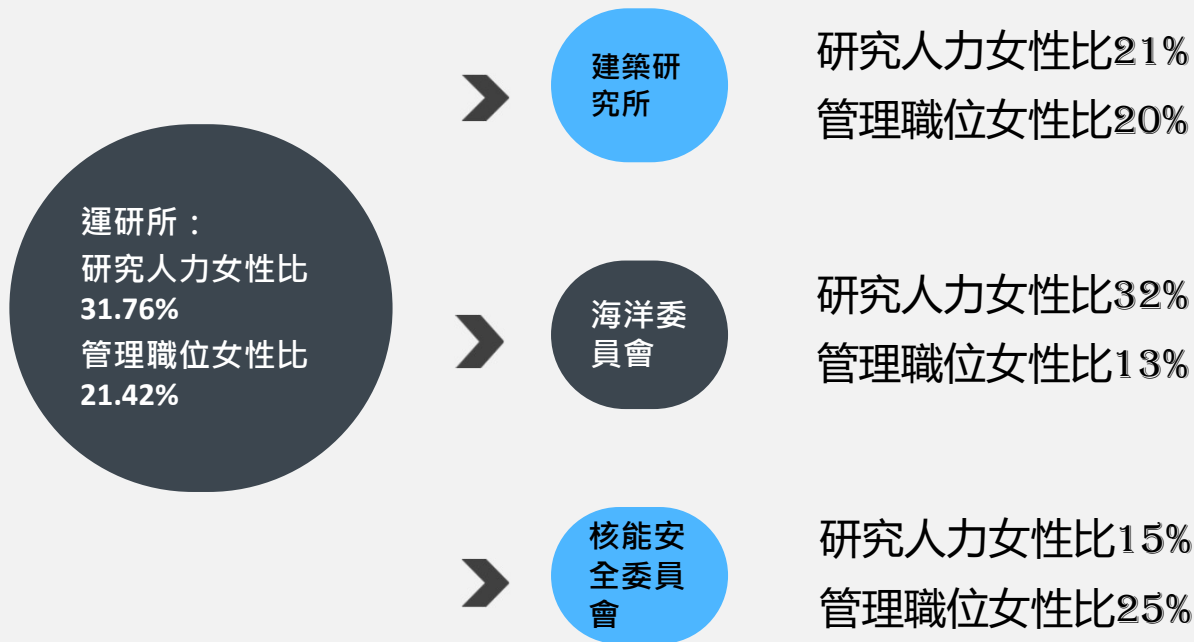 運研所：
研究人力女性比
31.76%
管理職位女性比
21.42%
建築研
究所
研究人力女性比21%
管理職位女性比20%
海洋委
員會
研究人力女性比32%
管理職位女性比13%
核能安
全委員
會
研究人力女性比15%
管理職位女性比25%